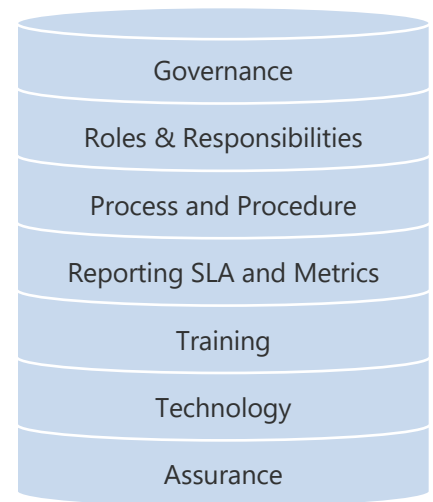 Governance
Roles & Responsibilities
Process and Procedure
Reporting SLA and Metrics
Training
Technology
Assurance